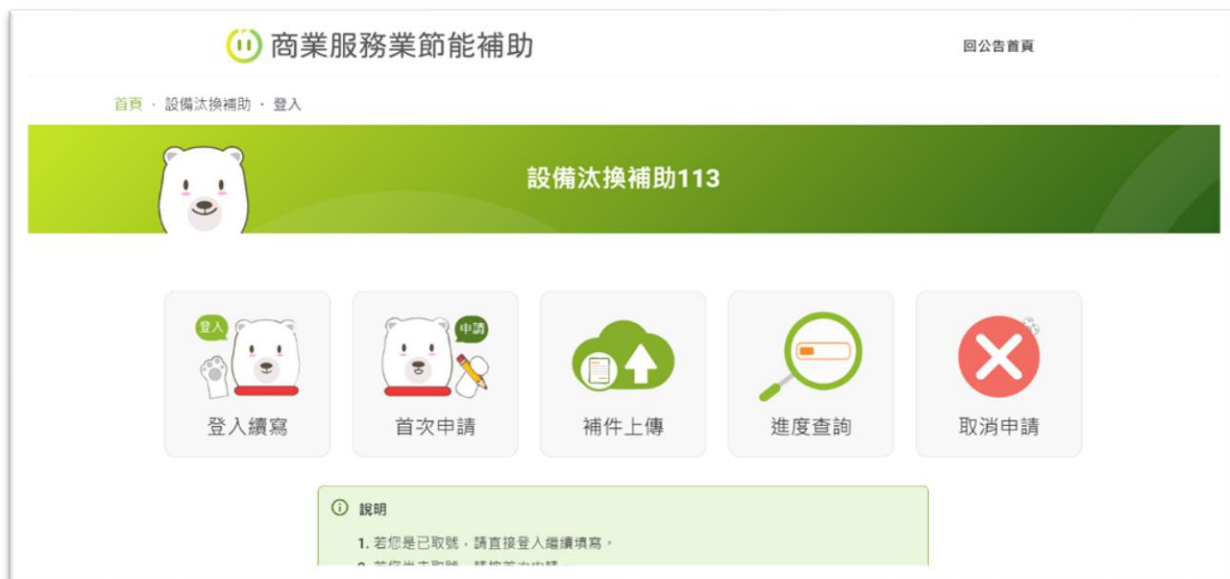 商業服務業節能補助
回公告首頁
首頁 · 設備汰換補助 · 登入
設備汰換補助113
登入
申請
登入續寫
首次申請
補件上傳
進度查詢
取消申請
說明
1. 若您是已取號,請直接登入繼續填寫。